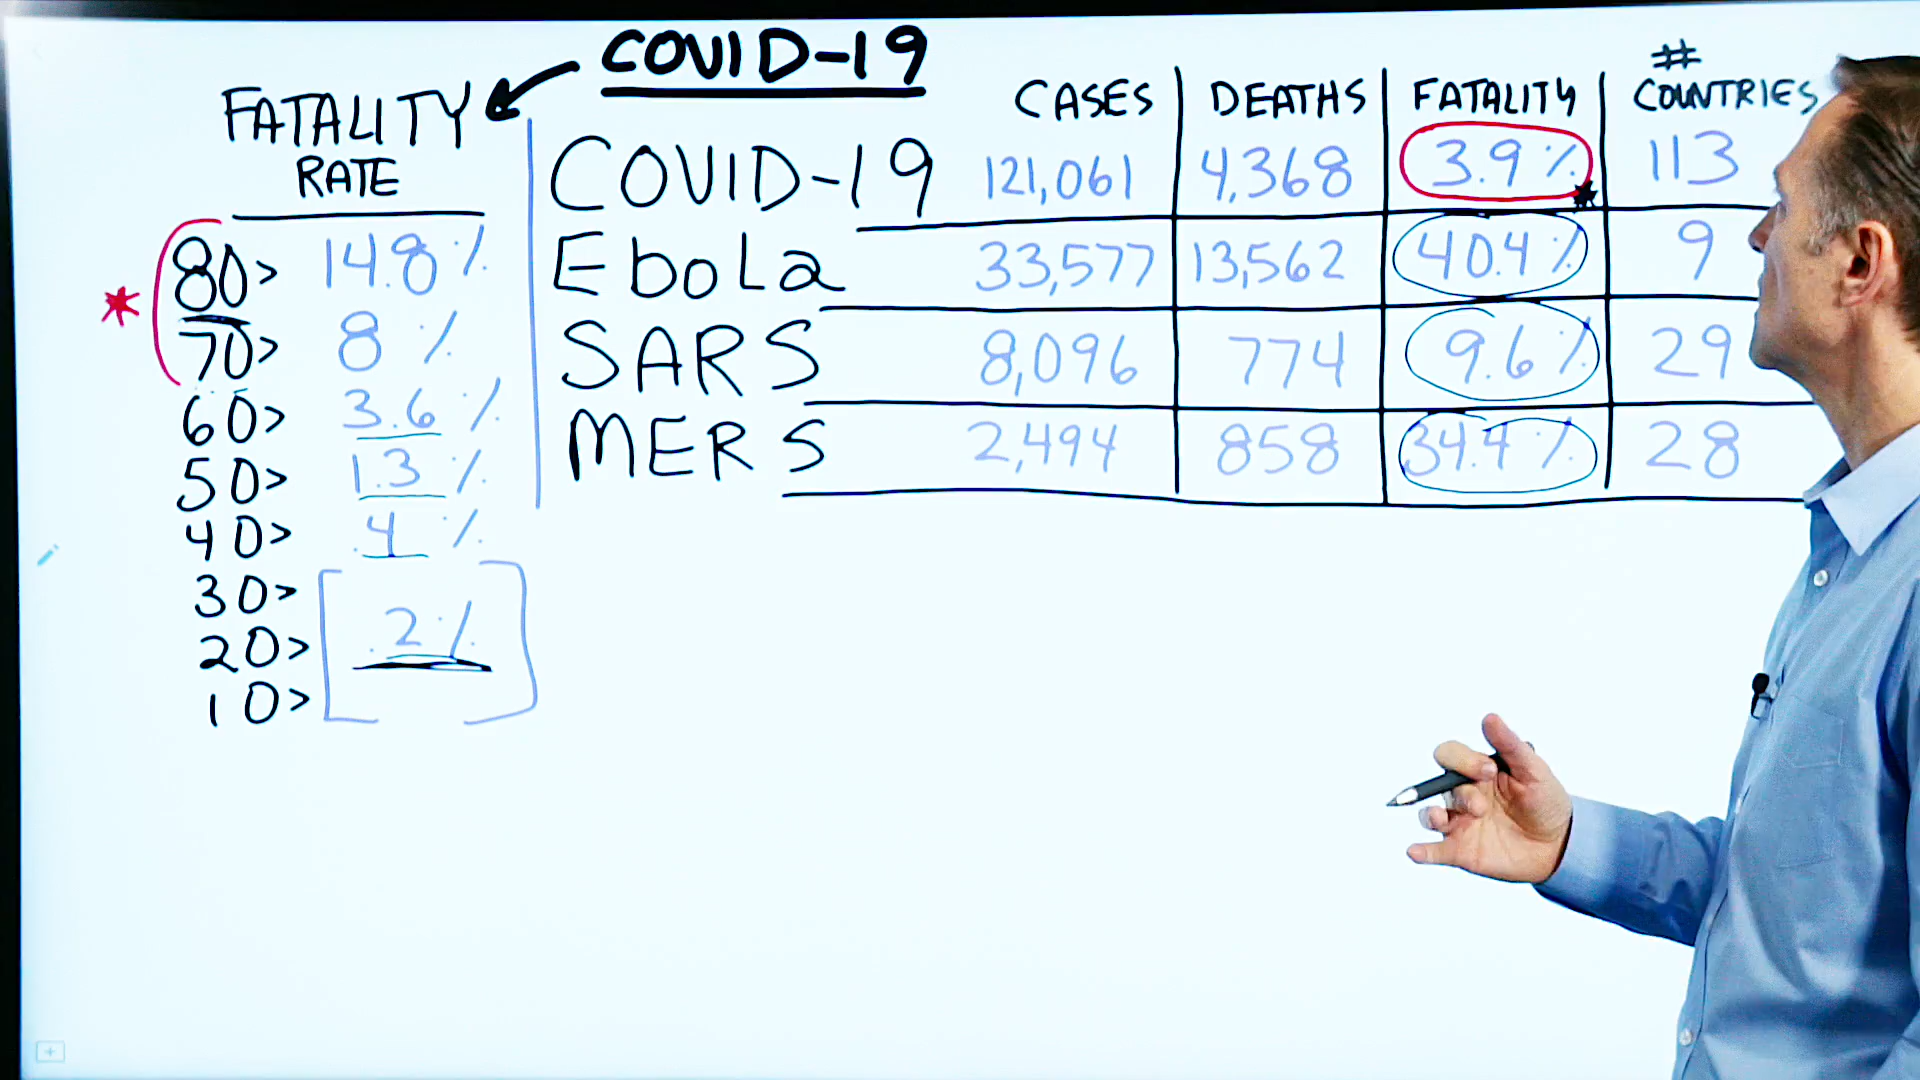 COVID-19
FATALITY
RATE
80> 14.8%
70> 8%
60> 3.6%
50> 1.3%
40> .4%
30>
20> .2%
10>
CASES DEATHS FATALITY # COUNTRIES
COVID-19 121,061 4,368 3.9% 113
Ebola 33,577 13,562 40.4% 9
SARS 8,096 774 9.6% 29
MERS 2,494 858 34.4% 28